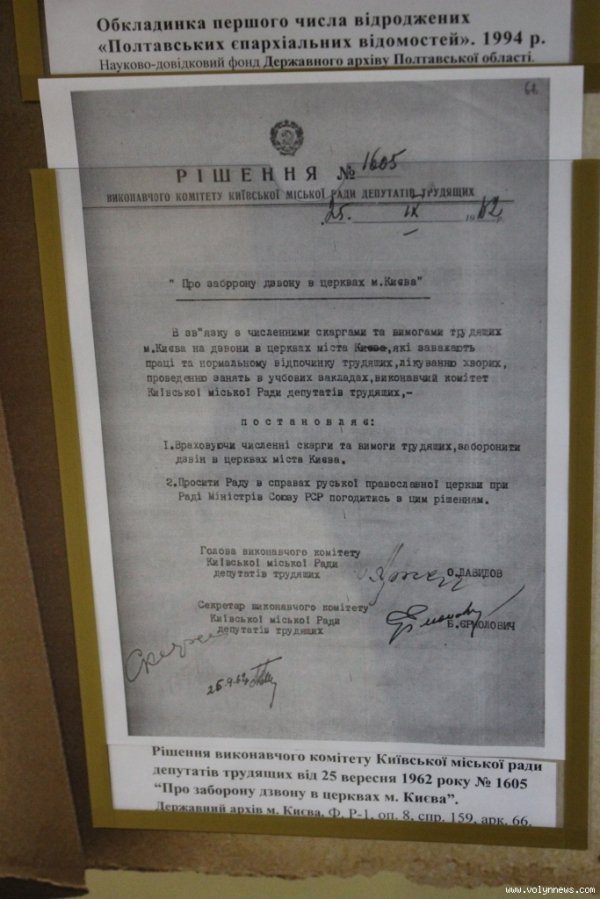 Обкладинка першого числа відроджених
«Полтавських єпархіальних відомостей». 1994 р.
Науково-довідковий фонд Державного архіву Полтавської області.
РІШЕННЯ № 1605
ВИКОНАВЧОГО КОМІТЕТУ КИЇВСЬКОЇ МІСЬКОЇ РАДИ ДЕПУТАТІВ ТРУДЯЩИХ
25. IX 1962 р.
"Про заборону дзвону в церквах м.Києва"
В зв"язку з численними скаргами та вимогами трудящих
м.Києва на дзвони в церквах міста Києва,які заважають
праці та нормальному відпочинку трудящих,лікуванню хворих,
проведенню занять в учбових закладах,виконавчий комітет
Київської міської Ради депутатів трудящих,-
постановляє:
1.Враховуючи численні скарги та вимоги трудящих,заборонити
дзвін в церквах міста Києва.
2.Просити Раду в справах руської православної церкви при
Раді Міністрів Союзу РСР погодитись з цим рішенням.
Голова виконавчого комітету
Київської міської Ради
депутатів трудящих О.ДАВИДОВ
Секретар виконавчого комітету
Київської міської Ради
депутатів трудящих Б.ЄРМОЛОВИЧ
Рішення виконавчого комітету Київської міської ради
депутатів трудящих від 25 вересня 1962 року № 1605
“Про заборону дзвону в церквах м. Києва”.
Державний архів м. Києва, Ф. Р-1, оп. 8, спр. 159, арк. 66.
www.volynnews.com